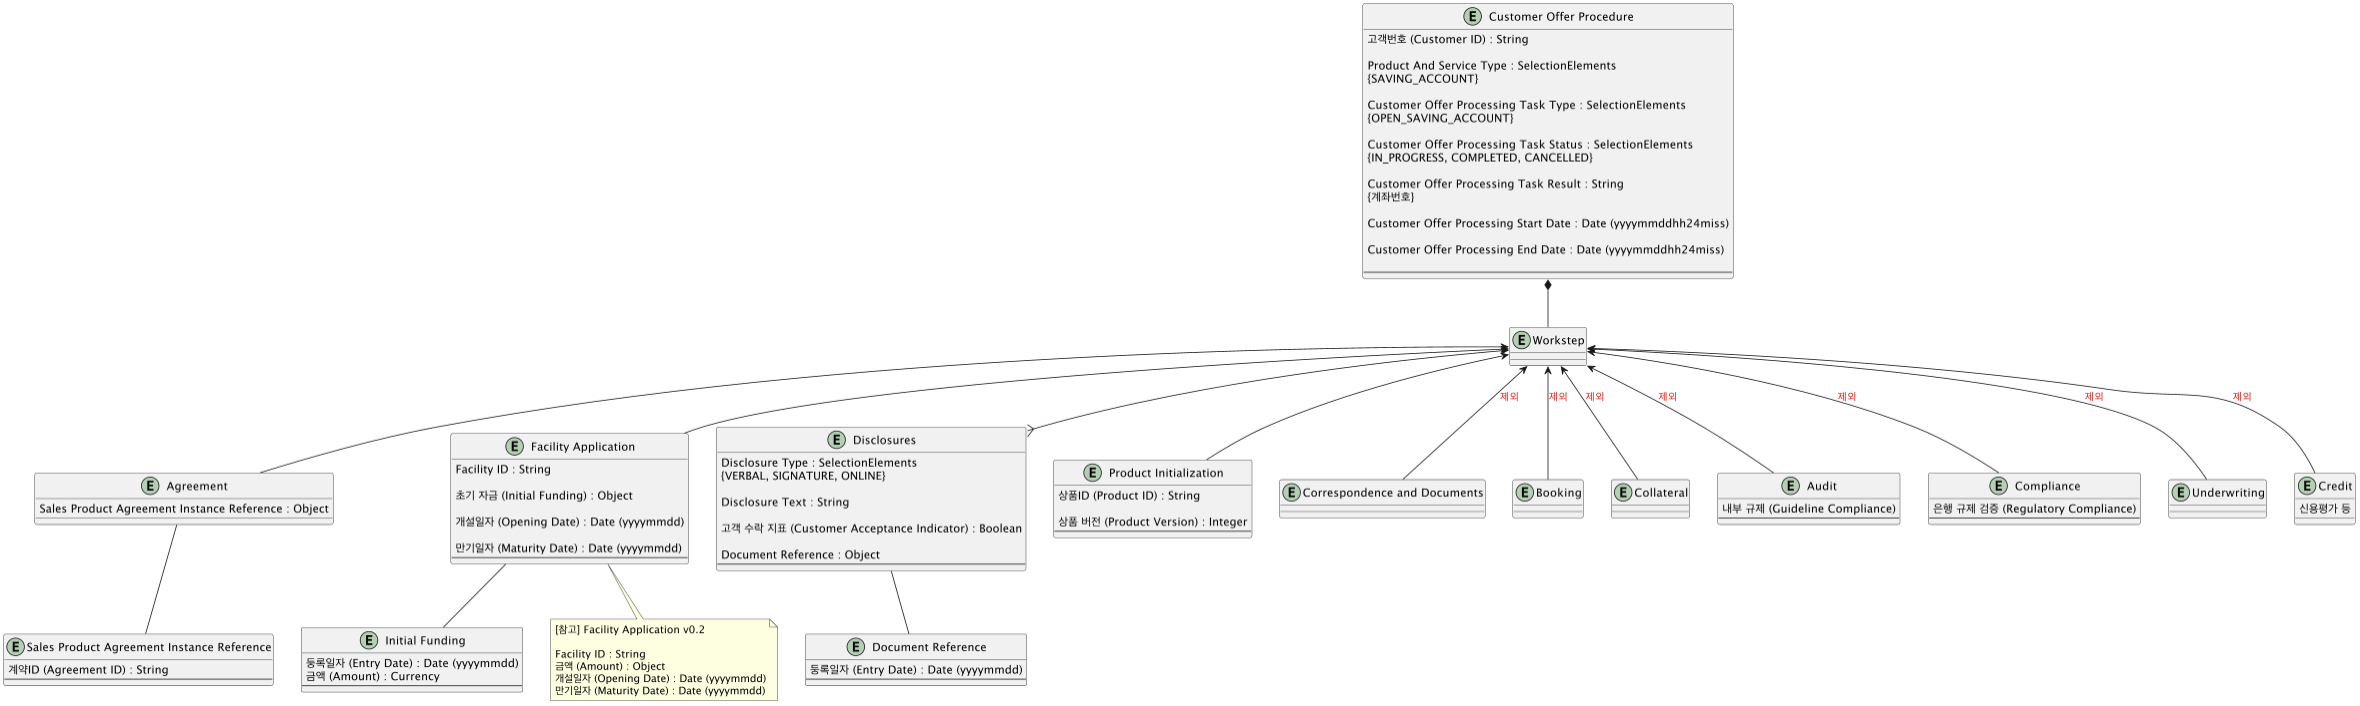 E Customer Offer Procedure
고객번호 (Customer ID) : String
Product And Service Type : SelectionElements
{SAVING_ACCOUNT}
Customer Offer Processing Task Type : SelectionElements
{OPEN_SAVING_ACCOUNT}
Customer Offer Processing Task Status : SelectionElements
{IN_PROGRESS, COMPLETED, CANCELLED}
Customer Offer Processing Task Result : String
{계좌번호}
Customer Offer Processing Start Date : Date (yyyymmddhh24miss)
Customer Offer Processing End Date : Date (yyyymmddhh24miss)
E Workstep
제외
제외
제외
제외
제외
제외
제외
E Agreement
Sales Product Agreement Instance Reference : Object
E Facility Application
Facility ID : String
초기 자금 (Initial Funding) : Object
개설일자 (Opening Date) : Date (yyyymmdd)
만기일자 (Maturity Date) : Date (yyyymmdd)
E Disclosures
Disclosure Type : SelectionElements
{VERBAL, SIGNATURE, ONLINE}
Disclosure Text : String
고객 수락 지표 (Customer Acceptance Indicator) : Boolean
Document Reference : Object
E Product Initialization
상품ID (Product ID) : String
상품 버전 (Product Version) : Integer
E Correspondence and Documents
E Booking
E Collateral
E Audit
내부 규제 (Guideline Compliance)
E Compliance
은행 규제 검증 (Regulatory Compliance)
E Underwriting
E Credit
신용평가 등
E Sales Product Agreement Instance Reference
계약ID (Agreement ID) : String
E Initial Funding
등록일자 (Entry Date) : Date (yyyymmdd)
금액 (Amount) : Currency
[참고] Facility Application v0.2
Facility ID : String
금액 (Amount) : Object
개설일자 (Opening Date) : Date (yyyymmdd)
만기일자 (Maturity Date) : Date (yyyymmdd)
E Document Reference
등록일자 (Entry Date) : Date (yyyymmdd)